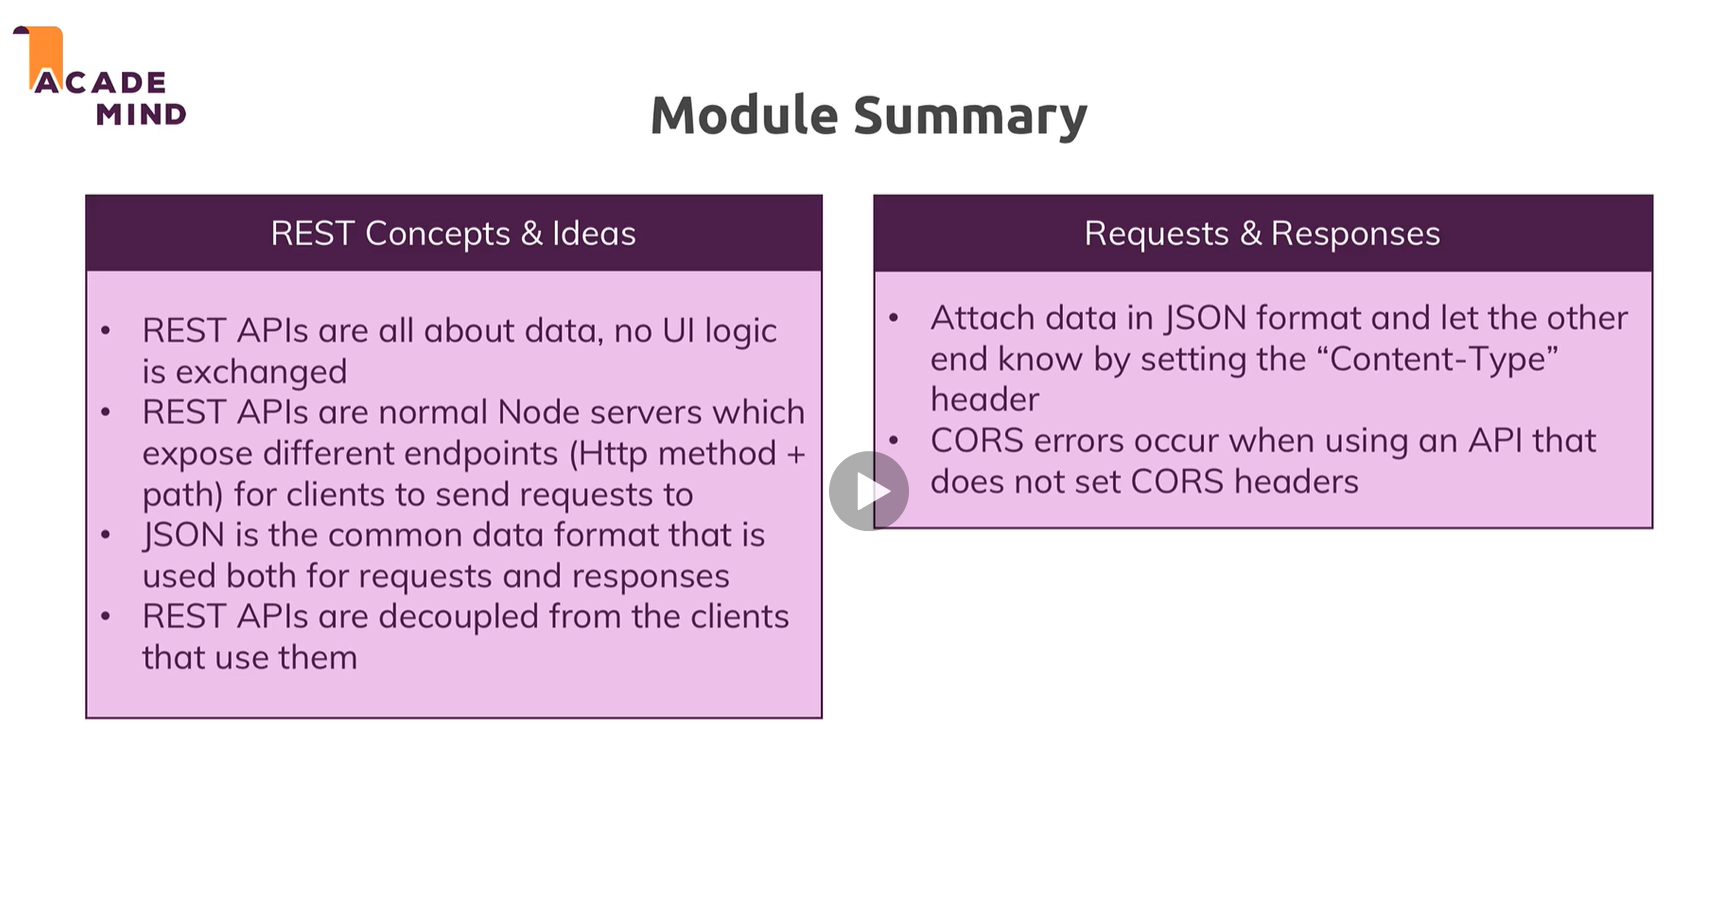 ACADE
MIND
Module Summary
REST Concepts & Ideas
• REST APIs are all about data, no UI logic
is exchanged
• REST APIs are normal Node servers which
expose different endpoints (Http method +
path) for clients to send requests to
• JSON is the common data format that is
used both for requests and responses
• REST APIs are decoupled from the clients
that use them
Requests & Responses
• Attach data in JSON format and let the other
end know by setting the “Content-Type”
header
• CORS errors occur when using an API that
does not set CORS headers